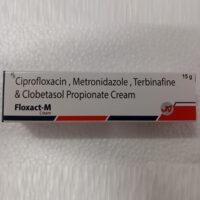 Ciprofloxacin , Metronidazole , Terbinafine
& Clobetasol Propionate Cream
15 g
Floxact-M
Cream